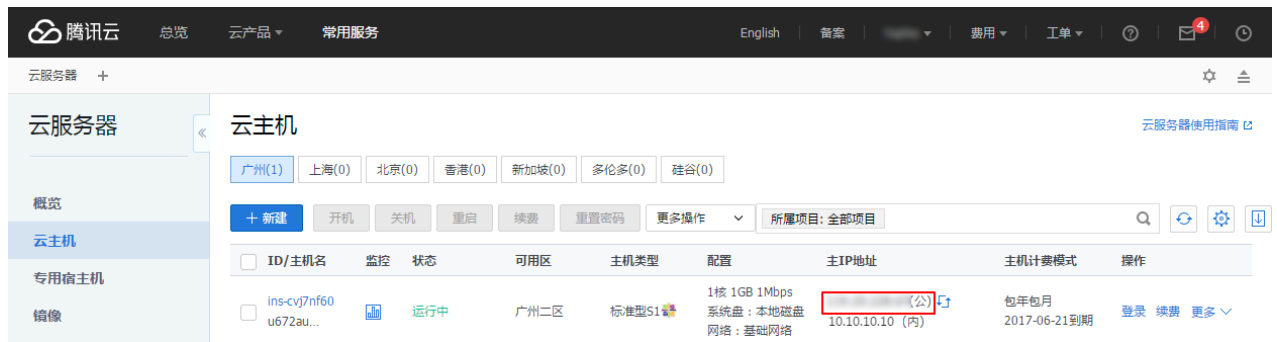 腾讯云 总览 云产品 常用服务 English 备案 费用 工单 4
云服务器 +
云服务器
云主机
云服务器使用指南
广州(1) 上海(0) 北京(0) 香港(0) 新加坡(0) 多伦多(0) 硅谷(0)
概览
云主机
专用宿主机
镜像
+ 新建 开机 关机 重启 续费 重置密码 更多操作 所属项目: 全部项目
ID/主机名 监控 状态 可用区 主机类型 配置 主IP地址 主机计费模式 操作
ins-cvj7nf60
u672au...
运行中
广州二区
标准型S1
1核 1GB 1Mbps
系统盘：本地磁盘
网络：基础网络
(公)
10.10.10.10 (内)
包年包月
2017-06-21到期
登录 续费 更多